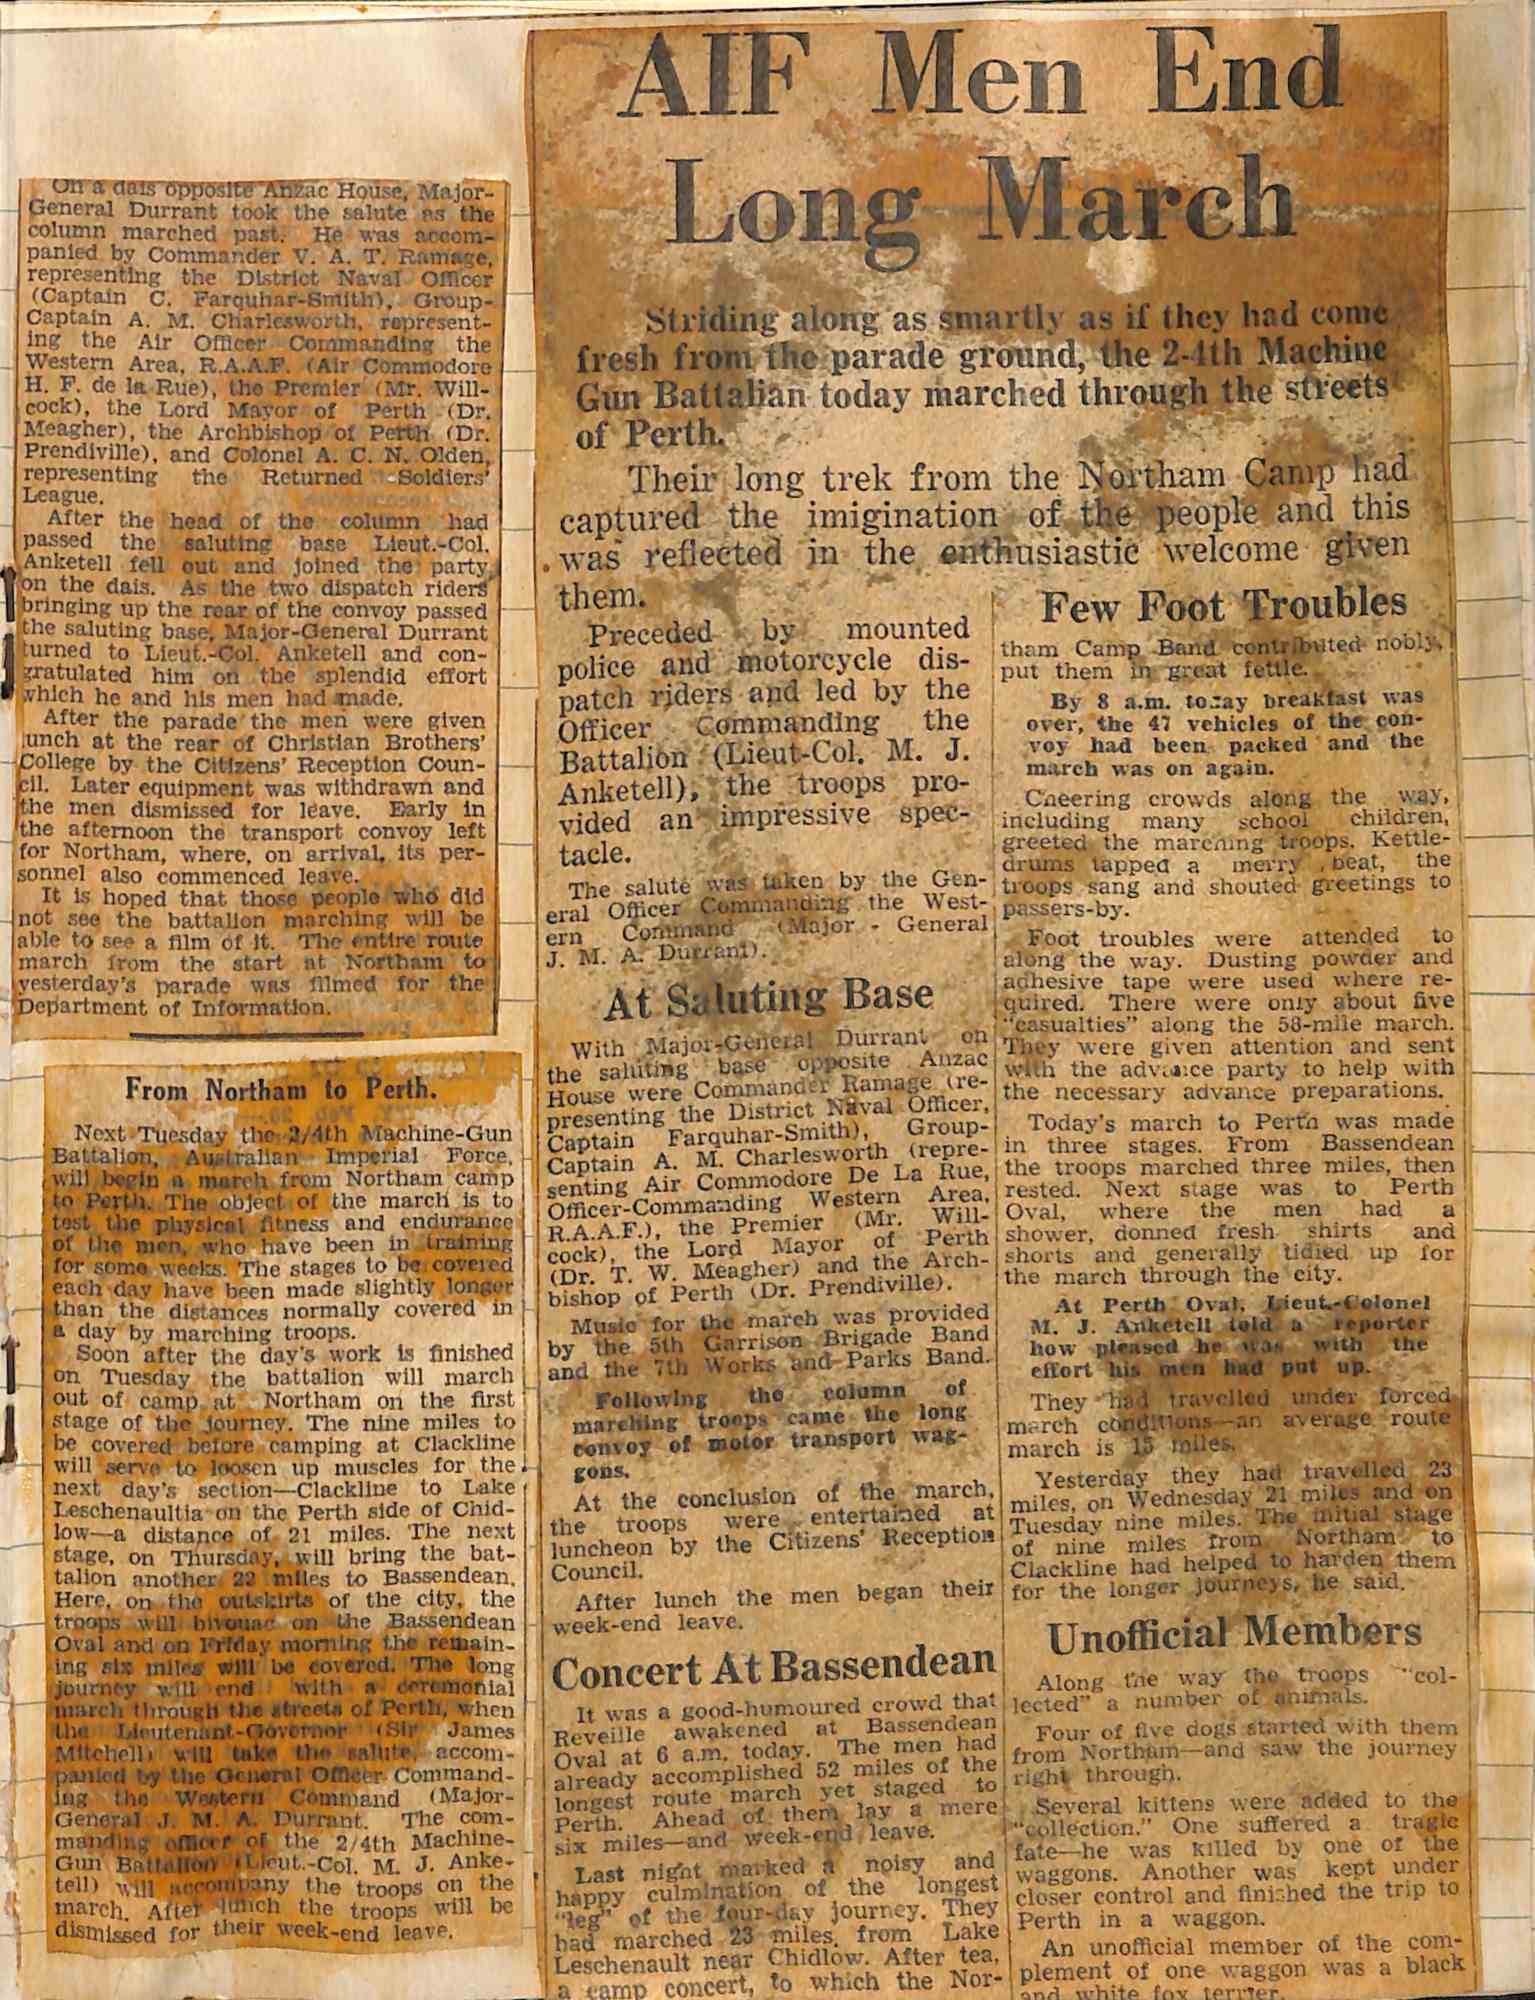 On a dais opposite Anzac House, Major-
General Durrant took the salute as the
column marched past. He was accom-
panied by Commander V. A. T. Ramage,
representing the District Naval Officer
(Captain C. Farquhar-Smith), Group-
Captain A. M. Charlesworth, represent-
ing the Air Officer Commanding the
Western Area, R.A.A.F. (Air Commodore
H. F. de la Rue), the Premier (Mr. Will-
cock), the Lord Mayor of Perth (Dr.
Meagher), the Archbishop of Perth (Dr.
Prendiville), and Colonel A. C. N. Olden,
representing the Returned Soldiers'
League.
After the head of the column had
passed the saluting base Lieut.-Col.
Anketell fell out and joined the party
on the dais. As the two dispatch riders
bringing up the rear of the convoy passed
the saluting base, Major-General Durrant
turned to Lieut.-Col. Anketell and con-
gratulated him on the splendid effort
which he and his men had made.
After the parade the men were given
lunch at the rear of Christian Brothers'
College by the Citizens' Reception Coun-
cil. Later equipment was withdrawn and
the men dismissed for leave. Early in
the afternoon the transport convoy left
for Northam, where, on arrival, its per-
sonnel also commenced leave.
It is hoped that those people who did
not see the battalion marching will be
able to see a film of it. The entire route
march from the start at Northam to
yesterday's parade was filmed for the
Department of Information.
From Northam to Perth.
Next Tuesday the 2/4th Machine-Gun
Battalion, Australian Imperial Force,
will begin a march from Northam camp
to Perth. The object of the march is to
test the physical fitness and endurance
of the men, who have been in training
for some weeks. The stages to be covered
each day have been made slightly longer
than the distances normally covered in
a day by marching troops.
Soon after the day's work is finished
on Tuesday the battalion will march
out of camp at Northam on the first
stage of the journey. The nine miles to
be covered before camping at Clackline
will serve to loosen up muscles for the
next day's section—Clackline to Lake
Leschenaultia on the Perth side of Chid-
low—a distance of 21 miles. The next
stage, on Thursday, will bring the bat-
talion another 22 miles to Bassendean.
Here, on the outskirts of the city, the
troops will bivouac on the Bassendean
Oval and on Friday morning the remain-
ing six miles will be covered. The long
journey will end with a ceremonial
march through the streets of Perth, when
the Lieutenant-Governor (Sir James
Mitchell) will take the salute, accom-
panied by the General Officer Command-
ing the Western Command (Major-
General J. M. A. Durrant. The com-
manding officer of the 2/4th Machine-
Gun Battalion (Lieut.-Col. M. J. Anke-
tell) will accompany the troops on the
march. After lunch the troops will be
dismissed for their week-end leave.
AIF Men End
Long March
Striding along as smartly as if they had come
fresh from the parade ground, the 2-4th Machine
Gun Battalian today marched through the streets
of Perth.
Their long trek from the Northam Camp had
captured the imigination of the people and this
was reflected in the enthusiastic welcome given
them.
Preceded by mounted
police and motorcycle dis-
patch riders and led by the
Officer Commanding the
Battalion (Lieut-Col. M. J.
Anketell), the troops pro-
vided an impressive spec-
tacle.
The salute was taken by the Gen-
eral Officer Commanding the West-
ern Command (Major - General
J. M. A. Durrant).
At Saluting Base
With Major-General Durrant on
the saluting base opposite Anzac
House were Commander Ramage (re-
presenting the District Naval Officer,
Captain Farquhar-Smith), Group-
Captain A. M. Charlesworth (repre-
senting Air Commodore De La Rue,
Officer-Commanding Western Area,
R.A.A.F.), the Premier (Mr. Will-
cock), the Lord Mayor of Perth
(Dr. T. W. Meagher) and the Arch-
bishop of Perth (Dr. Prendiville).
Music for the march was provided
by the 5th Garrison Brigade Band
and the 7th Works and Parks Band.
Following the column of
marching troops came the long
convoy of motor transport wag-
gons.
At the conclusion of the march,
the troops were entertained at
luncheon by the Citizens' Reception
Council.
After lunch the men began their
week-end leave.
Concert At Bassendean
It was a good-humoured crowd that
Reveille awakened at Bassendean
Oval at 6 a.m. today. The men had
already accomplished 52 miles of the
longest route march yet staged to
Perth. Ahead of them lay a mere
six miles—and week-end leave.
Last night marked a noisy and
happy culmination of the longest
"leg" of the four-day journey. They
had marched 23 miles from Lake
Leschenault near Chidlow. After tea,
a camp concert, to which the Nor-
Few Foot Troubles
tham Camp Band contributed nobly,
put them in great fettle.
By 8 a.m. today breakfast was
over, the 47 vehicles of the con-
voy had been packed and the
march was on again.
Cheering crowds along the way,
including many school children,
greeted the marching troops. Kettle-
drums tapped a merry beat, the
troops sang and shouted greetings to
passers-by.
Foot troubles were attended to
along the way. Dusting powder and
adhesive tape were used where re-
quired. There were only about five
"casualties" along the 58-mile march.
They were given attention and sent
with the advance party to help with
the necessary advance preparations.
Today's march to Perth was made
in three stages. From Bassendean
the troops marched three miles, then
rested. Next stage was to Perth
Oval, where the men had a
shower, donned fresh shirts and
shorts and generally tidied up for
the march through the city.
At Perth Oval, Lieut.-Colonel
M. J. Anketell told a reporter
how pleased he was with the
effort his men had put up.
They had travelled under forced
march conditions—an average route
march is 15 miles.
Yesterday they had travelled 23
miles, on Wednesday 21 miles and on
Tuesday nine miles. The initial stage
of nine miles from Northam to
Clackline had helped to harden them
for the longer journeys, he said.
Unofficial Members
Along the way the troops "col-
lected" a number of animals.
Four of five dogs started with them
from Northam—and saw the journey
right through.
Several kittens were added to the
"collection." One suffered a tragic
fate—he was killed by one of the
waggons. Another was kept under
closer control and finished the trip to
Perth in a waggon.
An unofficial member of the com-
plement of one waggon was a black
and white fox terrier.